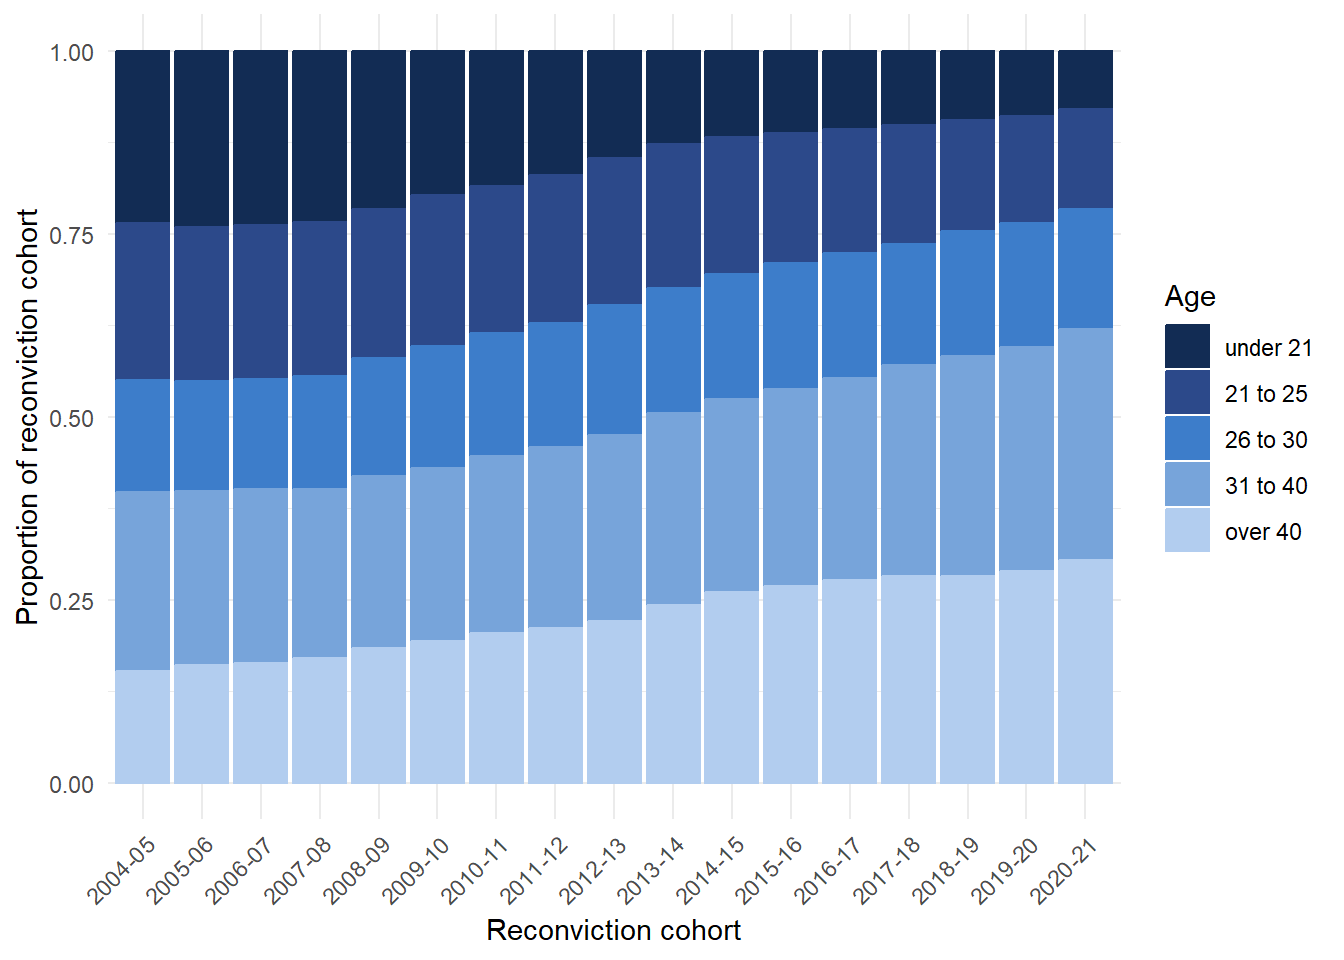 1.00
0.75
0.50
0.25
0.00
Proportion of reconviction cohort
2004-05
2005-06
2006-07
2007-08
2008-09
2009-10
2010-11
2011-12
2012-13
2013-14
2014-15
2015-16
2016-17
2017-18
2018-19
2019-20
2020-21
Reconviction cohort
Age
under 21
21 to 25
26 to 30
31 to 40
over 40